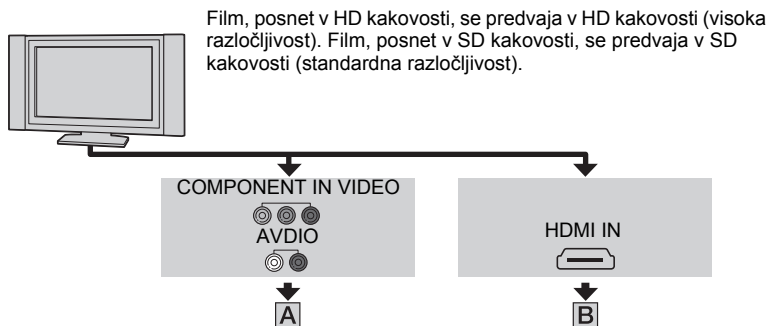 Film, posnet v HD kakovosti, se predvaja v HD kakovosti (visoka
razločljivost). Film, posnet v SD kakovosti, se predvaja v SD
kakovosti (standardna razločljivost).
COMPONENT IN VIDEO
AVDIO
HDMI IN
A
B